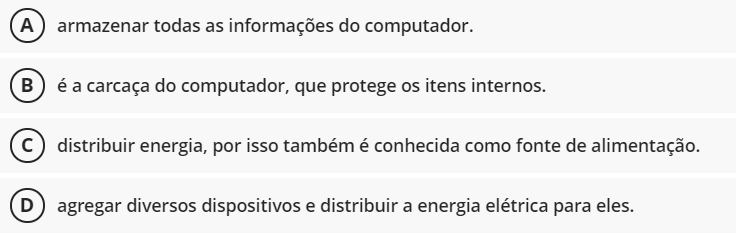 A armazenar todas as informações do computador.
B é a carcaça do computador, que protege os itens internos.
C distribuir energia, por isso também é conhecida como fonte de alimentação.
D agregar diversos dispositivos e distribuir a energia elétrica para eles.